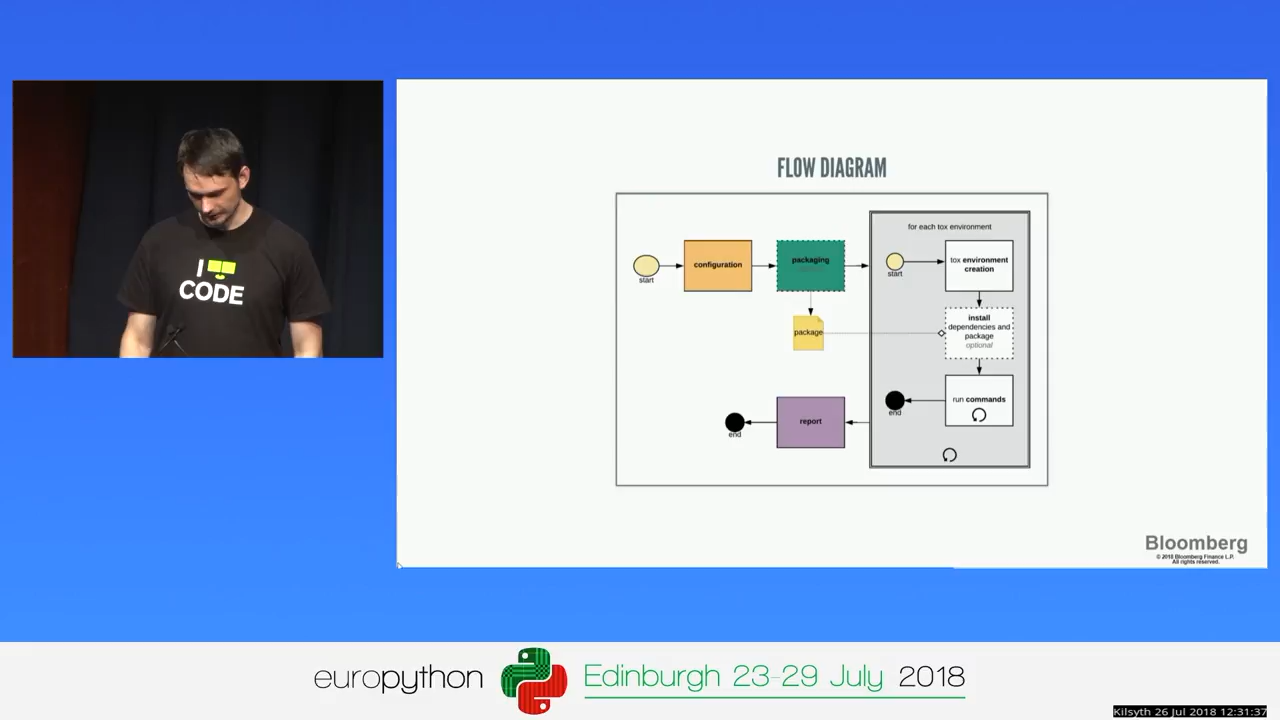 I
CODE
FLOW DIAGRAM
for each tox environment
start
configuration
packaging
start
tox environment
creation
package
install
dependencies and
package
optional
run commands
end
report
end
Bloomberg
© 2018 Bloomberg Finance L.P.
All rights reserved.
europython
Edinburgh 23-29 July 2018
Kilsyth 26 Jul 2018 12:31:37